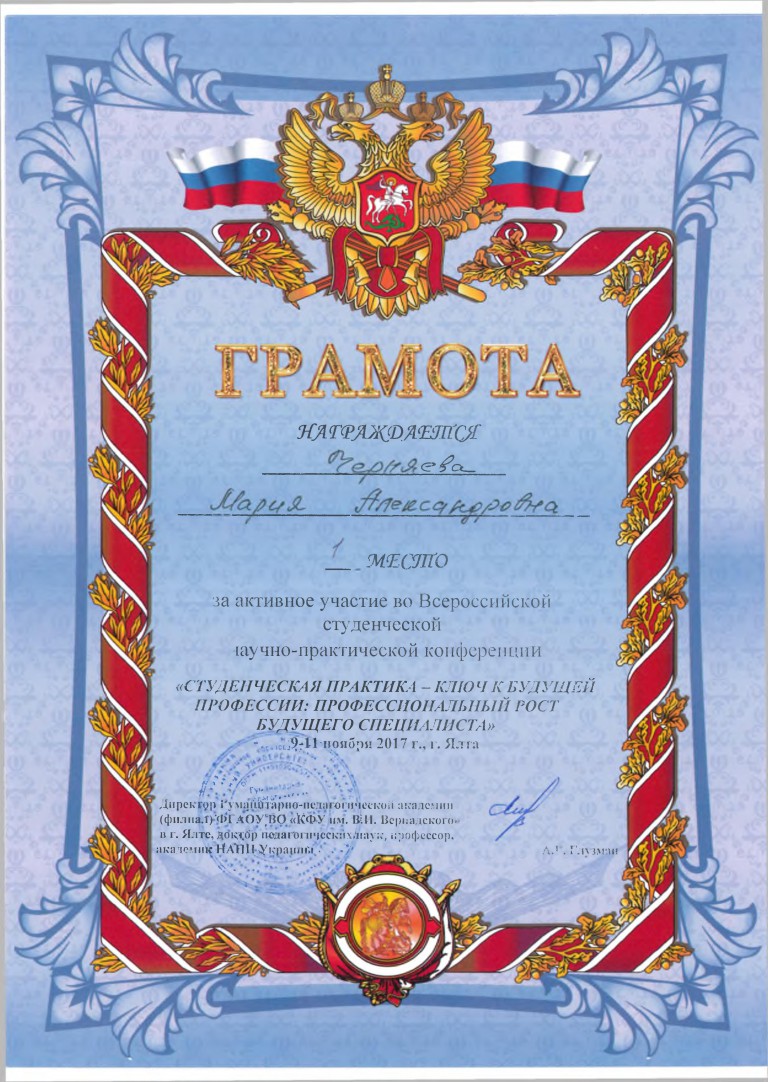 ГРАМОТА
НАГРАЖДАЕТСЯ
Черняева
Мария Александровна
1 МЕСТО
за активное участие во Всероссийской
студенческой
научно-практической конференции
«СТУДЕНЧЕСКАЯ ПРАКТИКА – КЛЮЧ К БУДУЩЕЙ
ПРОФЕССИИ: ПРОФЕССИОНАЛЬНЫЙ РОСТ
БУДУЩЕГО СПЕЦИАЛИСТА»
9-11 ноября 2017 г., г. Ялта
Директор Гуманитарно-педагогической академии
(филиал) ФГАОУ ВО «КФУ им. В.И. Вернадского»
в г. Ялте, доктор педагогических наук, профессор,
академик НАПН Украины
А.В. Глузман